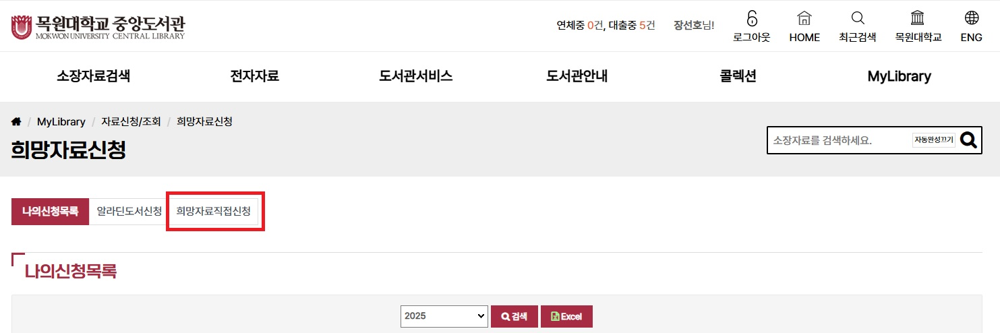 목원대학교 중앙도서관
MOKWON UNIVERSITY CENTRAL LIBRARY
연체중 0건, 대출중 5건 장선호님!
로그아웃 HOME 최근검색 목원대학교 ENG
소장자료검색 전자자료 도서관서비스 도서관안내 콜렉션 MyLibrary
/ MyLibrary / 자료신청/조회 / 희망자료신청
희망자료신청
소장자료를 검색하세요. 자동완성끄기
나의신청목록 알라딘도서신청 희망자료직접신청
나의신청목록
2025 검색 Excel